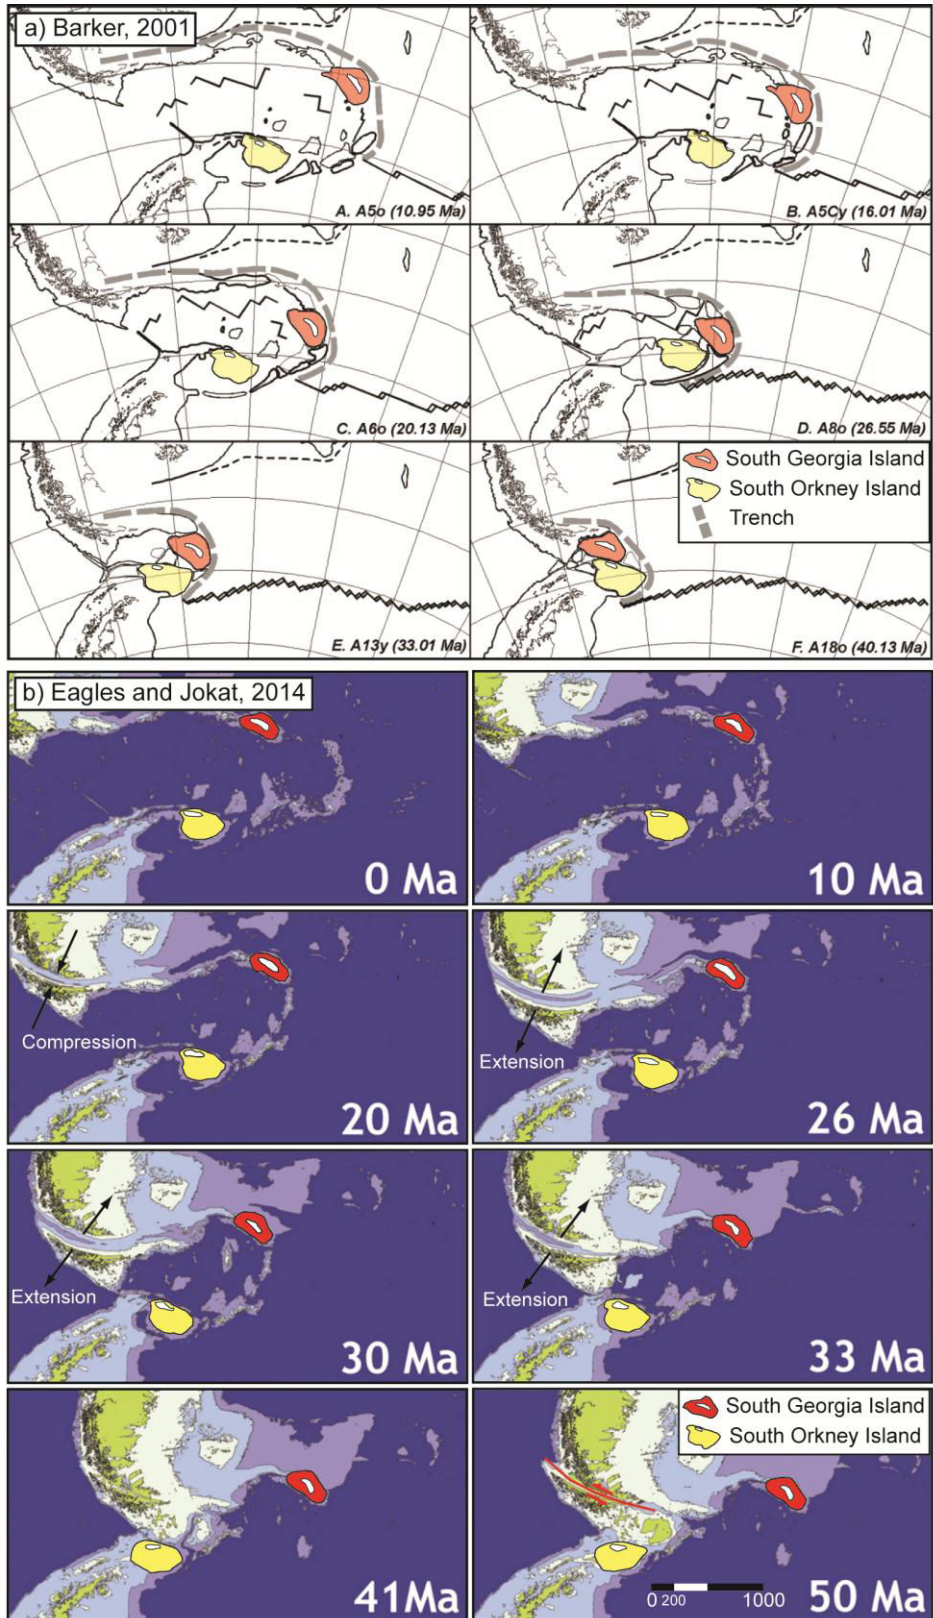 a) Barker, 2001
A. A5o (10.95 Ma)
B. A5Cy (16.01 Ma)
C. A6o (20.13 Ma)
D. A8o (26.55 Ma)
South Georgia Island
South Orkney Island
Trench
E. A13y (33.01 Ma)
F. A18o (40.13 Ma)
b) Eagles and Jokat, 2014
0 Ma
10 Ma
Compression
20 Ma
Extension
26 Ma
Extension
30 Ma
Extension
33 Ma
South Georgia Island
South Orkney Island
41Ma
0 200 1000
50 Ma